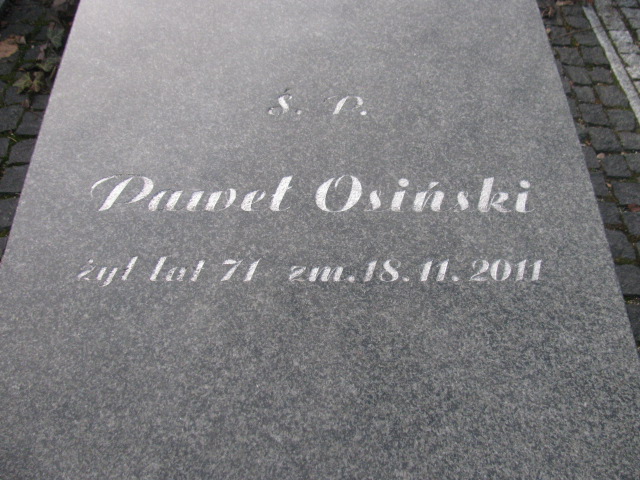 Ś. P.
Paweł Osiński
żył lat 71 zm. 18. 11. 2011